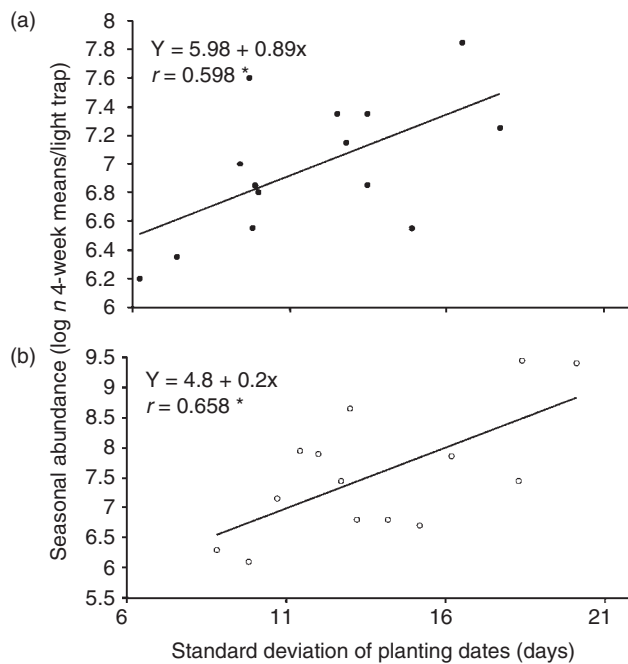 (a)
8
7.8
7.6
7.4
7.2
7
6.8
6.6
6.4
6.2
6
Y = 5.98 + 0.89x
r = 0.598 *
Seasonal abundance (log n 4-week means/light trap)
(b)
9.5
9
8.5
8
7.5
7
6.5
6
5.5
Y = 4.8 + 0.2x
r = 0.658 *
6 11 16 21
Standard deviation of planting dates (days)